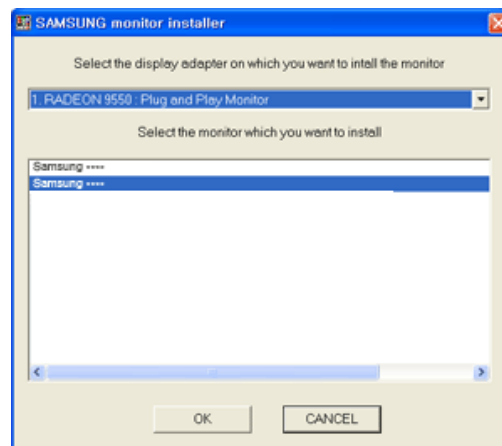 SAMSUNG monitor installer
Select the display adapter on which you want to intall the monitor
1. RADEON 9550 : Plug and Play Monitor
Select the monitor which you want to install
Samsung ----
Samsung ----
OK
CANCEL